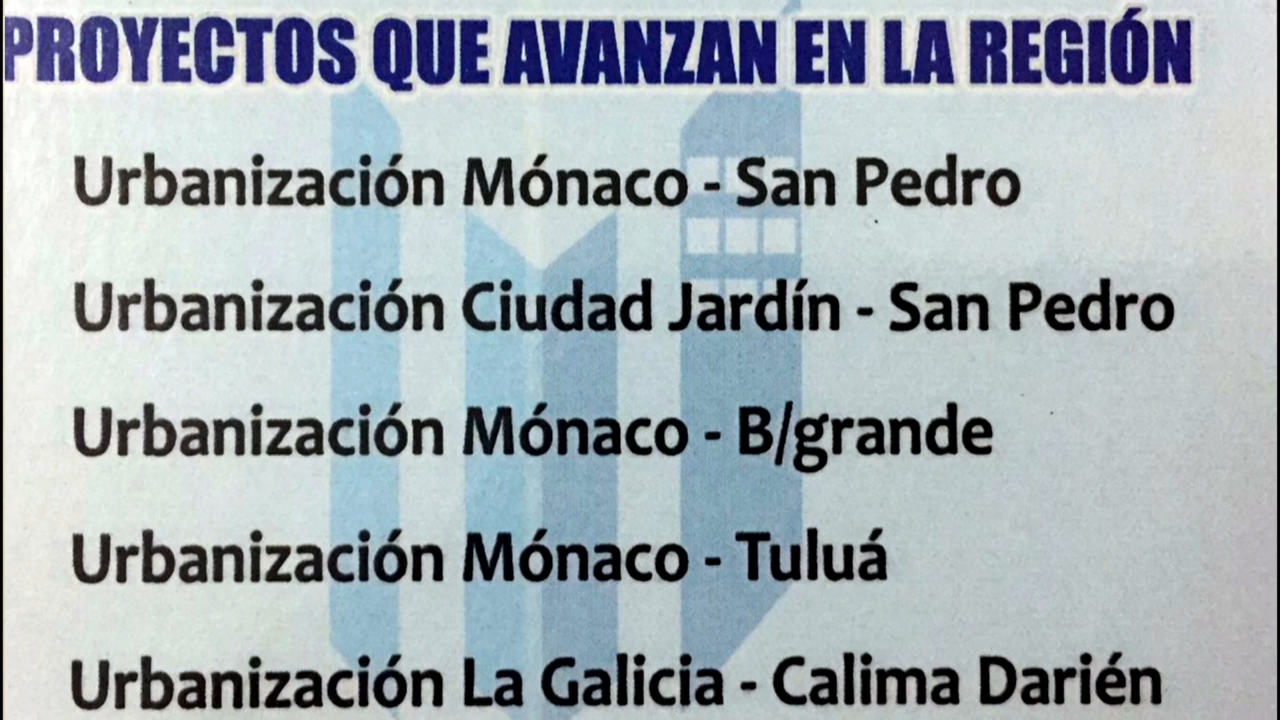 PROYECTOS QUE AVANZAN EN LA REGIÓN
Urbanización Mónaco - San Pedro
Urbanización Ciudad Jardín - San Pedro
Urbanización Mónaco - B/grande
Urbanización Mónaco - Tuluá
Urbanización La Galicia - Calima Darién